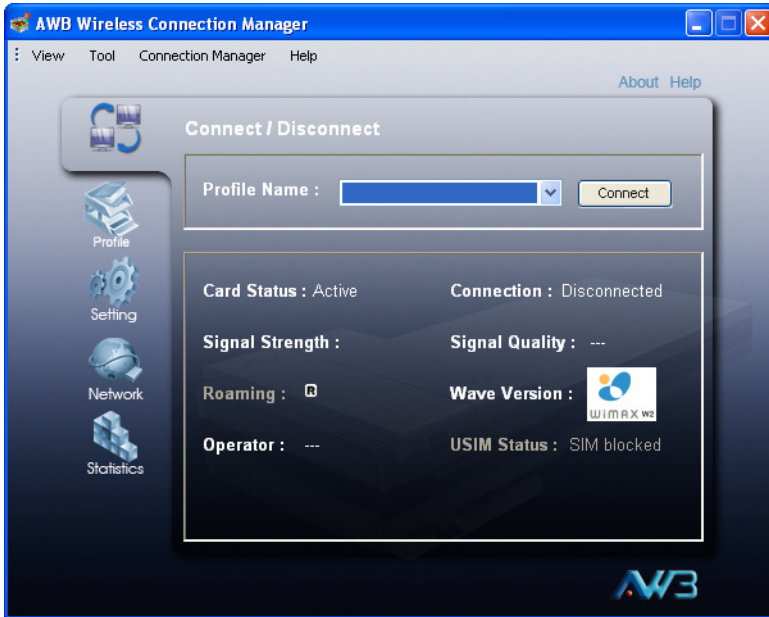 AWB Wireless Connection Manager
View Tool Connection Manager Help
About Help
Connect / Disconnect
Profile Name : Connect
Profile
Setting
Network
Statistics
Card Status : Active Connection : Disconnected
Signal Strength : Signal Quality : ---
Roaming : R Wave Version : WiMAX W2
Operator : --- USIM Status : SIM blocked
AWB